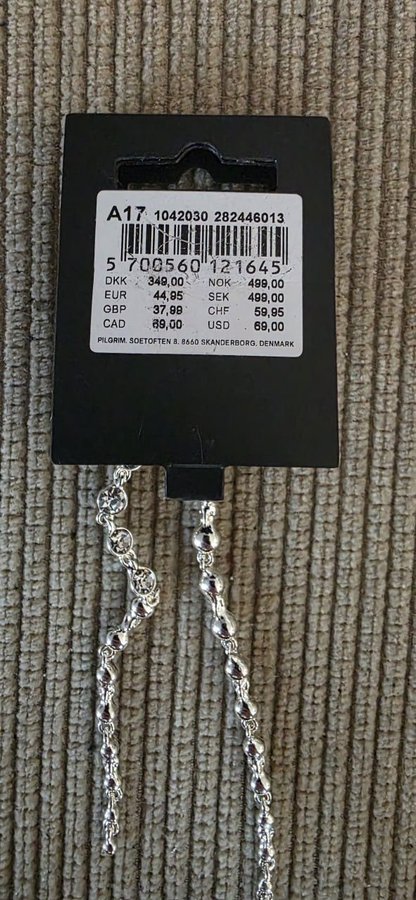 A17 1042030 282446013
5 700560 121645
DKK 349,00 NOK 499,00
EUR 44,95 SEK 499,00
GBP 37,99 CHF 59,95
CAD 69,00 USD 69,00
PILGRIM. SOETOFTEN 8. 8660 SKANDERBORG. DENMARK